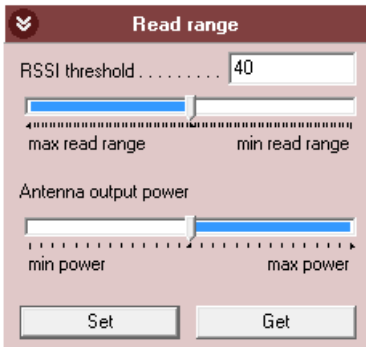 Read range
RSSI threshold . . . . . . . . . 40
max read range min read range
Antenna output power
min power max power
Set Get